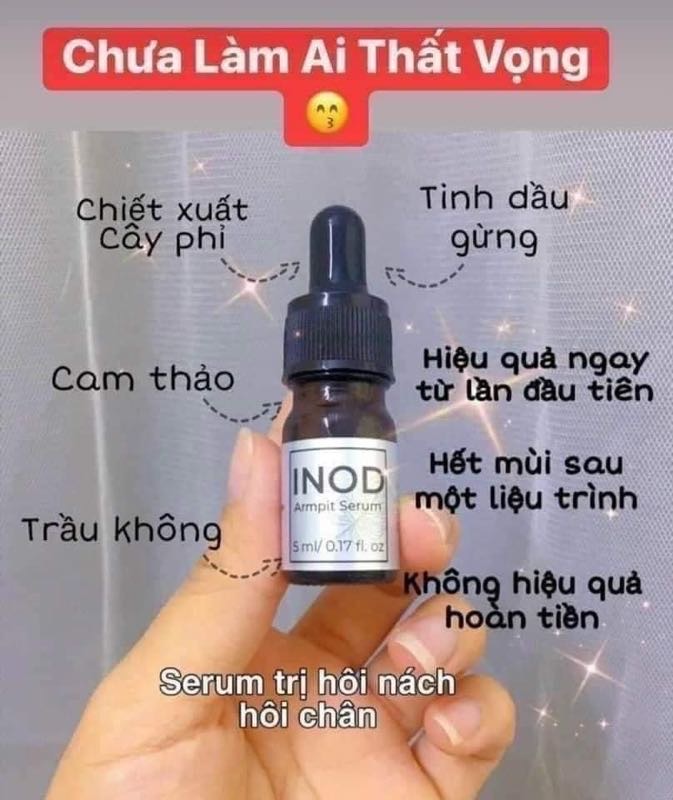 Chưa Làm Ai Thất Vọng
😙
Chiết xuất
Cây phỉ
Tinh dầu
gừng
Cam thảo
Hiệu quả ngay
từ lần đầu tiên
INOD
Armpit Serum
5 ml/ 0.17 fl. oz
Hết mùi sau
một liệu trình
Trầu không
Không hiệu quả
hoàn tiền
Serum trị hôi nách
hôi chân